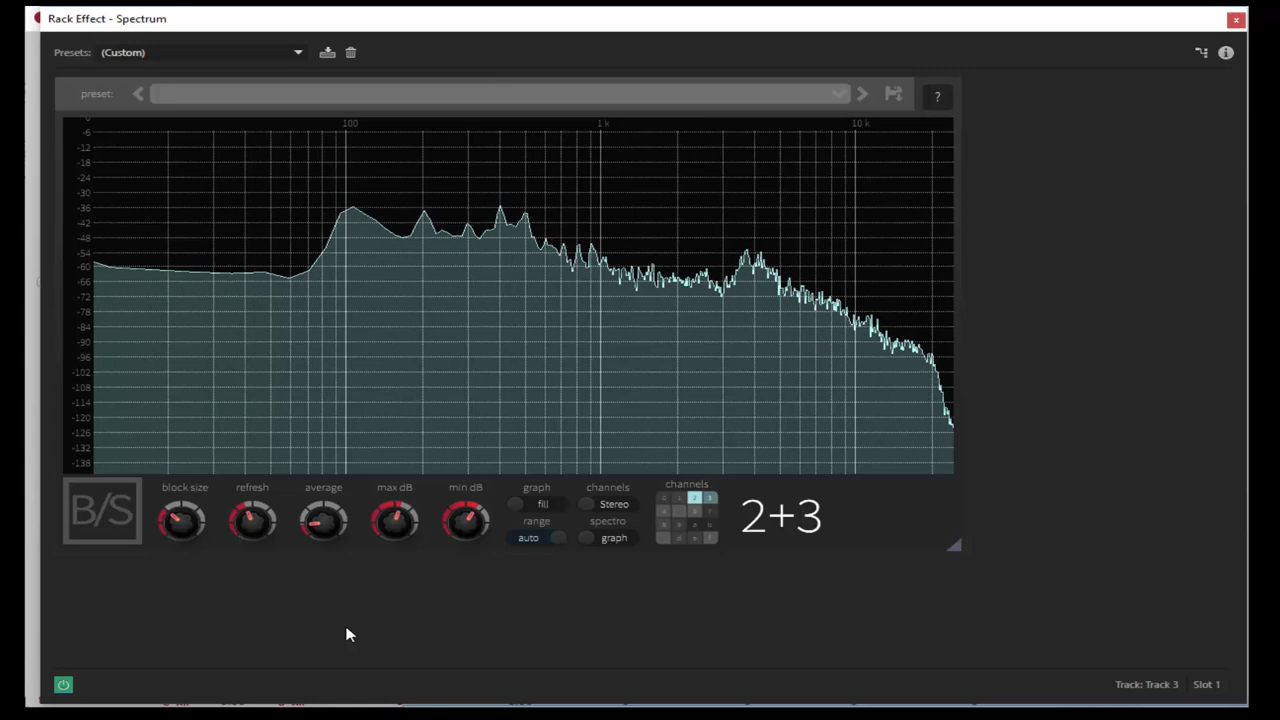 Rack Effect - Spectrum
Presets: (Custom)
preset:
?
100 1 k 10 k
0
-6
-12
-18
-24
-30
-36
-42
-48
-54
-60
-66
-72
-78
-84
-90
-96
-102
-108
-114
-120
-126
-132
-138
B/S
block size
refresh
average
max dB
min dB
graph
fill
range
auto
channels
Stereo
spectro
graph
channels
2+3
Track: Track 3
Slot 1